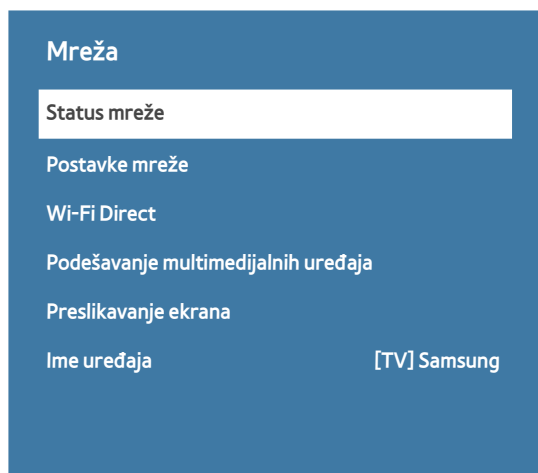 Mreža
Status mreže
Postavke mreže
Wi-Fi Direct
Podešavanje multimedijalnih uređaja
Preslikavanje ekrana
Ime uređaja [TV] Samsung